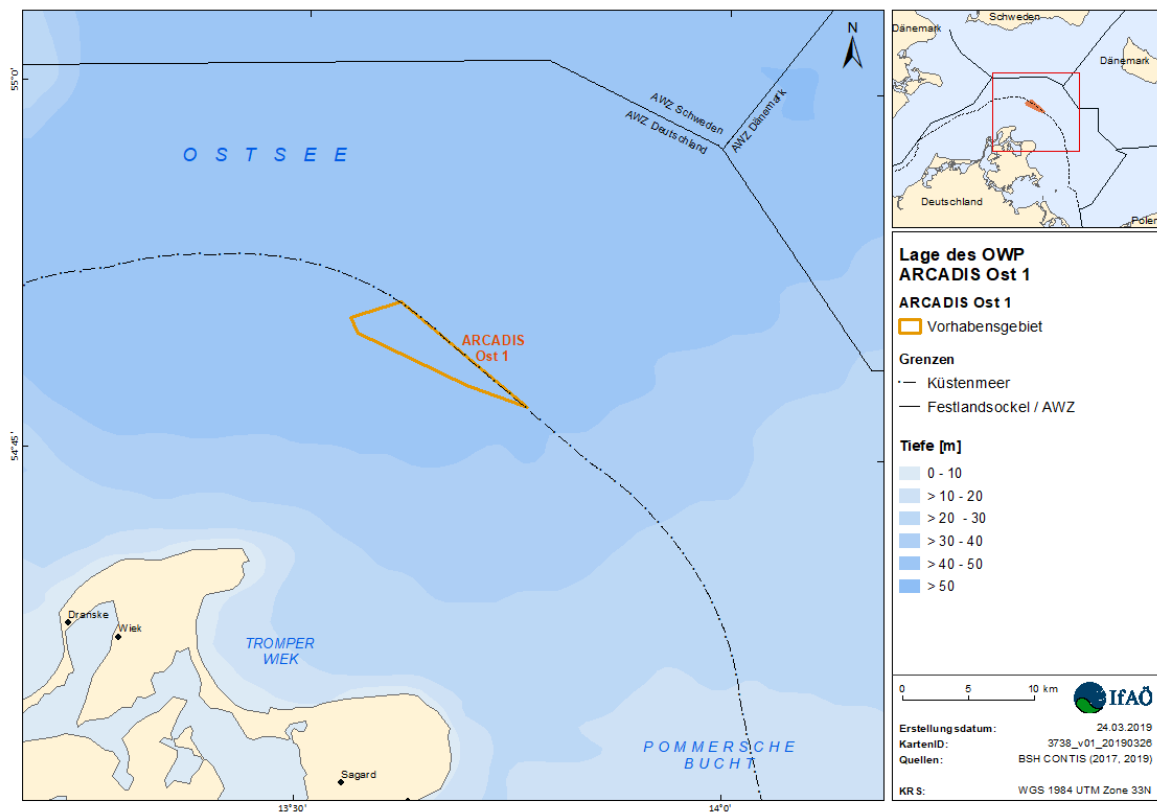 55°0'
54°45'
13°30'
14°0'
N
OSTSEE
AWZ Schweden
AWZ Deutschland
AWZ Dänemark
ARCADIS
Ost 1
Dranske
Wiek
TROMPER
WIEK
Sagard
POMMERSCHE
BUCHT
Schweden
Dänemark
Dänemark
Deutschland
Polen
Lage des OWP
ARCADIS Ost 1
ARCADIS Ost 1
Vorhabensgebiet
Grenzen
Küstenmeer
Festlandsockel / AWZ
Tiefe [m]
0 - 10
> 10 - 20
> 20 - 30
> 30 - 40
> 40 - 50
> 50
0 5 10 km
IfAÖ
Erstellungsdatum: 24.03.2019
KartenID: 3738_v01_20190326
Quellen: BSH CONTIS (2017, 2019)
KRS: WGS 1984 UTM Zone 33N